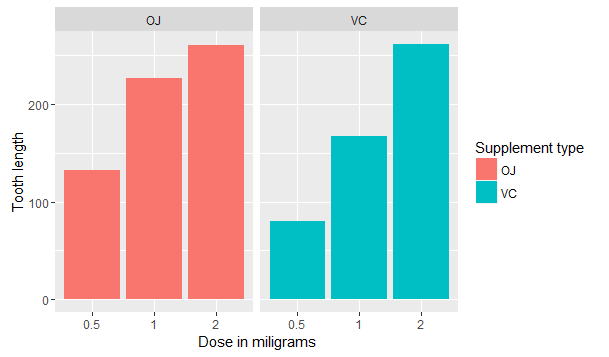 OJ VC
200
100
0
Tooth length
0.5 1 2 0.5 1 2
Dose in miligrams
Supplement type
OJ
VC